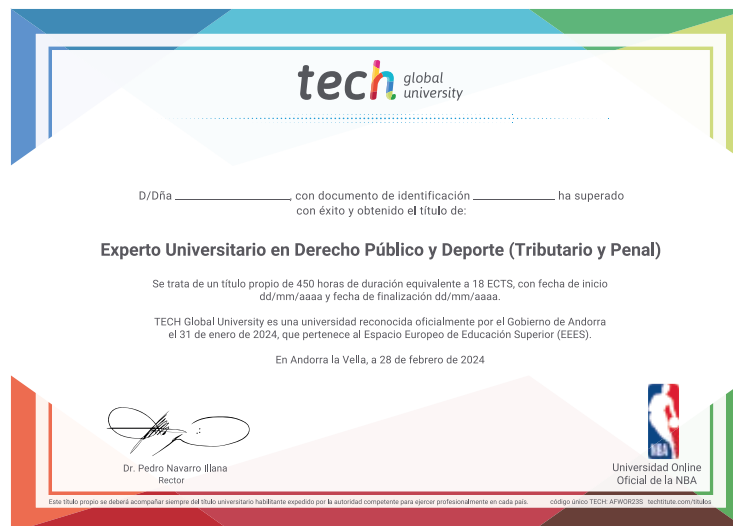 tech global university
D/Dña ______________, con documento de identificación ______________ ha superado
con éxito y obtenido el título de:
Experto Universitario en Derecho Público y Deporte (Tributario y Penal)
Se trata de un título propio de 450 horas de duración equivalente a 18 ECTS, con fecha de inicio
dd/mm/aaaa y fecha de finalización dd/mm/aaaa.
TECH Global University es una universidad reconocida oficialmente por el Gobierno de Andorra
el 31 de enero de 2024, que pertenece al Espacio Europeo de Educación Superior (EEES).
En Andorra la Vella, a 28 de febrero de 2024
Dr. Pedro Navarro Illana
Rector
NBA
Universidad Online
Oficial de la NBA
Este título propio se deberá acompañar siempre del título universitario habilitante expedido por la autoridad competente para ejercer profesionalmente en cada país. código único TECH: AFWOR23S techtitute.com/titulos